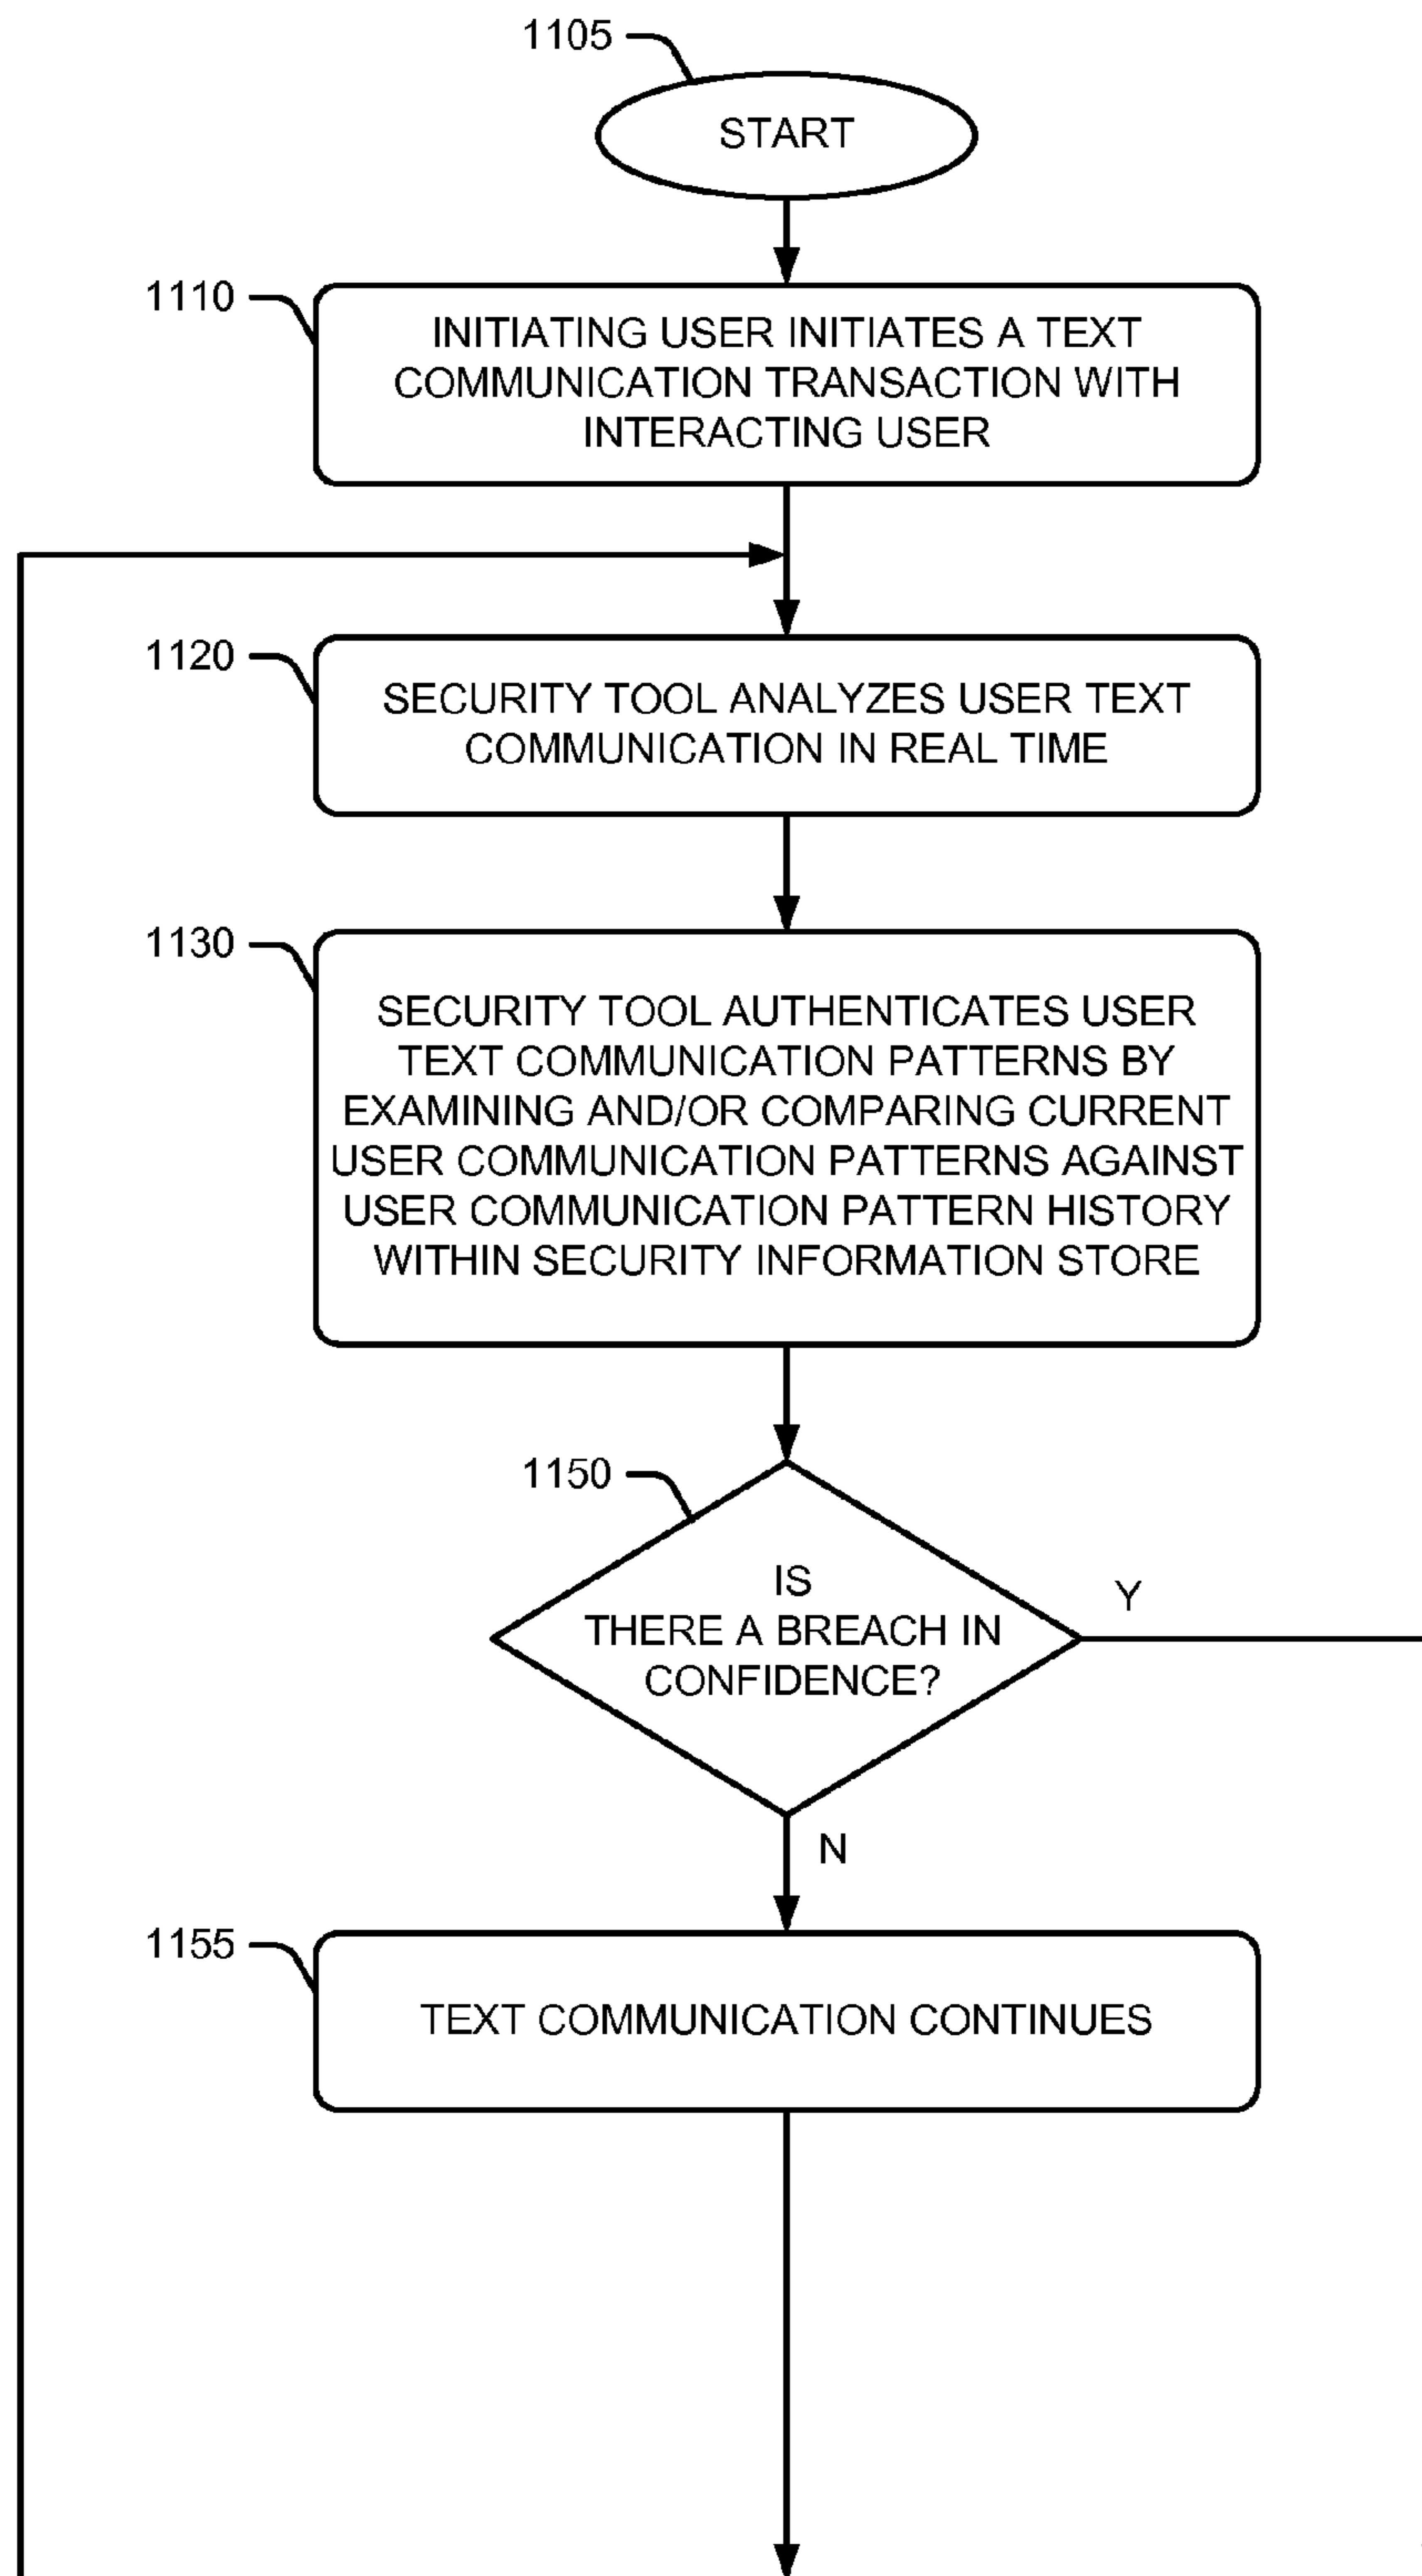 1105
START
1110
INITIATING USER INITIATES A TEXT
COMMUNICATION TRANSACTION WITH
INTERACTING USER
1120
SECURITY TOOL ANALYZES USER TEXT
COMMUNICATION IN REAL TIME
1130
SECURITY TOOL AUTHENTICATES USER
TEXT COMMUNICATION PATTERNS BY
EXAMINING AND/OR COMPARING CURRENT
USER COMMUNICATION PATTERNS AGAINST
USER COMMUNICATION PATTERN HISTORY
WITHIN SECURITY INFORMATION STORE
1150
IS
THERE A BREACH IN
CONFIDENCE?
Y
N
1155
TEXT COMMUNICATION CONTINUES